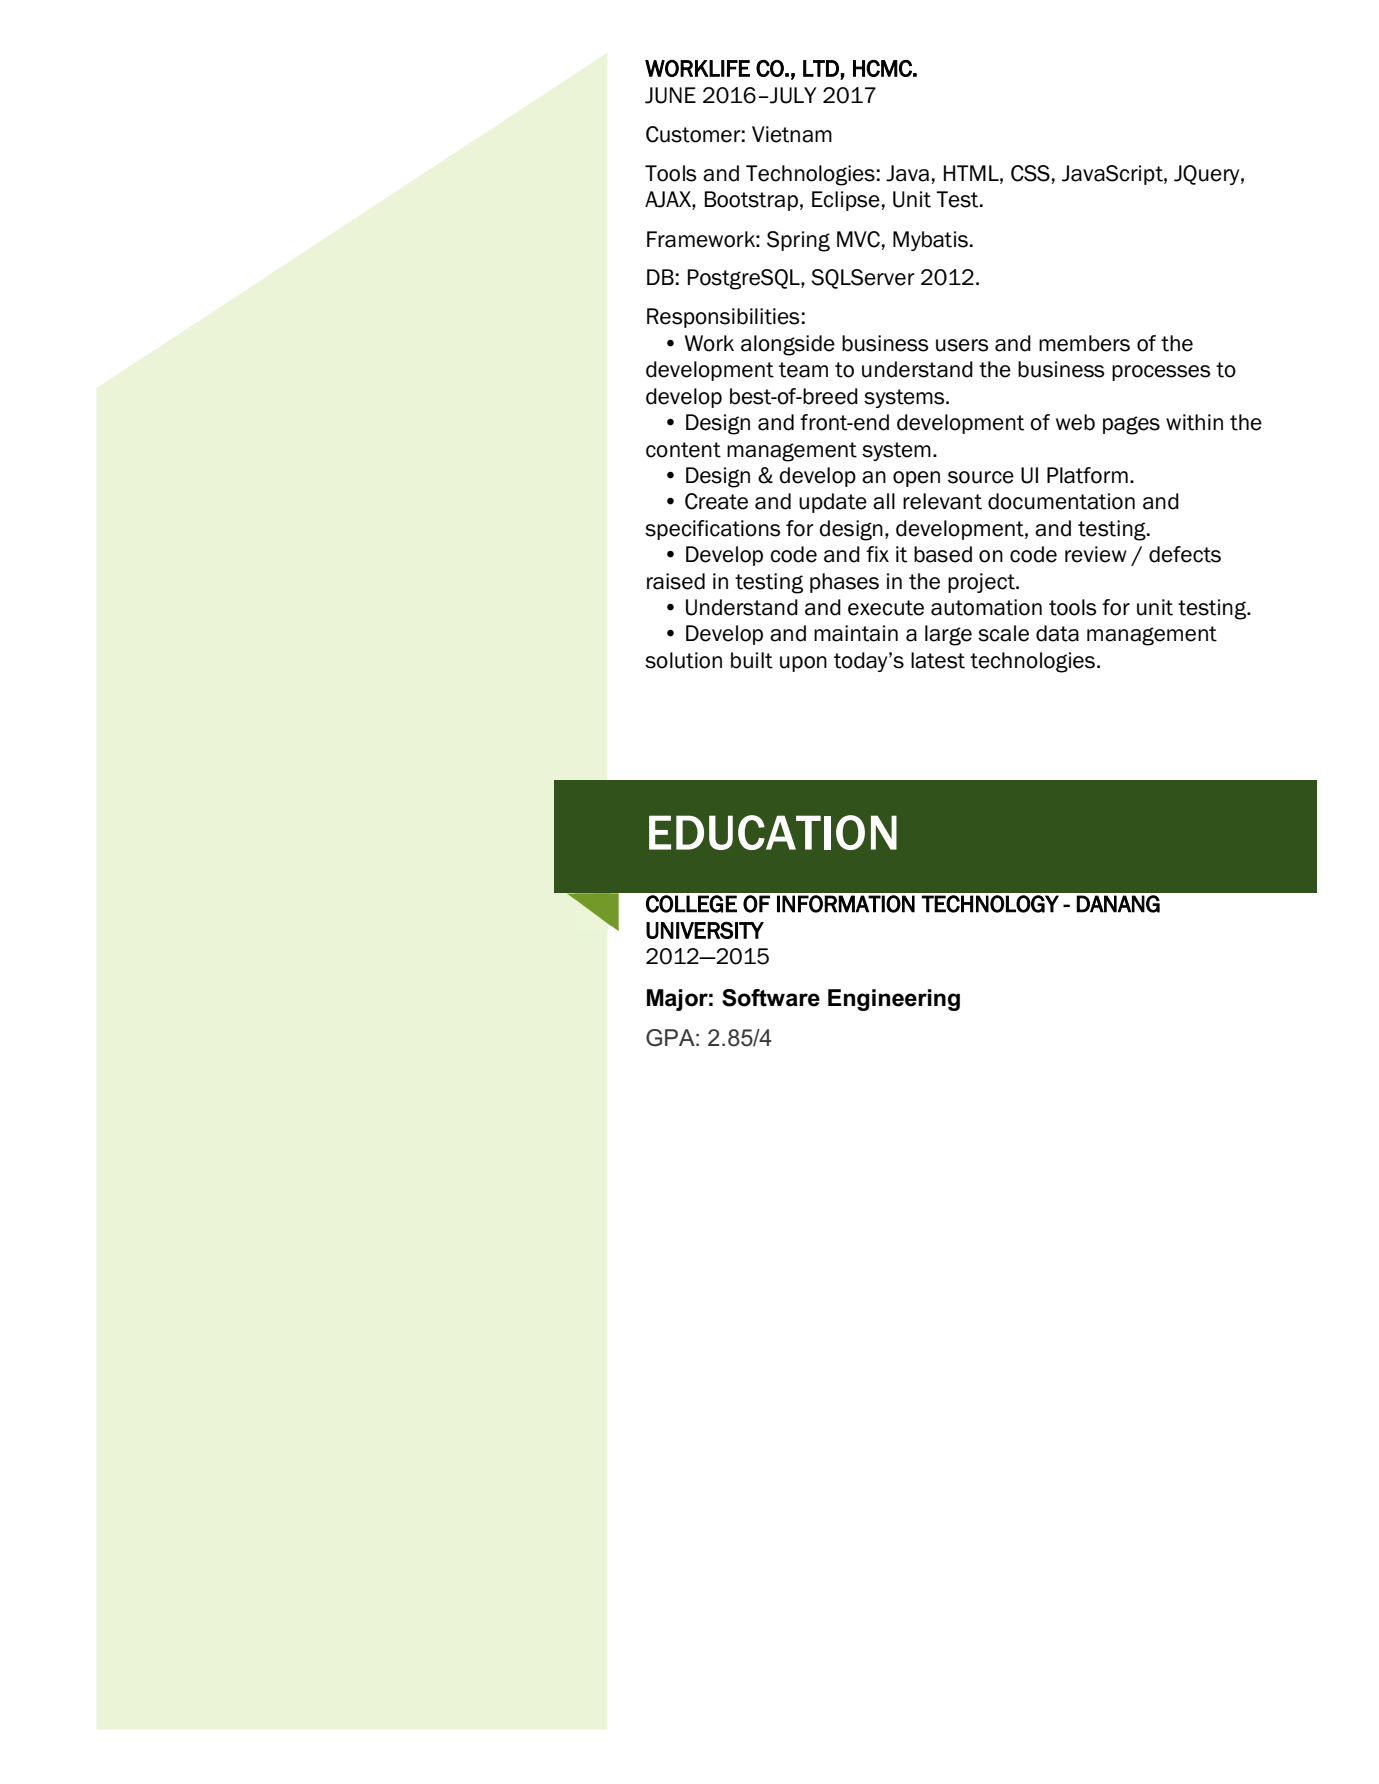 WORKLIFE CO., LTD, HCMC.
JUNE 2016–JULY 2017
Customer: Vietnam
Tools and Technologies: Java, HTML, CSS, JavaScript, JQuery,
AJAX, Bootstrap, Eclipse, Unit Test.
Framework: Spring MVC, Mybatis.
DB: PostgreSQL, SQLServer 2012.
Responsibilities:
• Work alongside business users and members of the
development team to understand the business processes to
develop best-of-breed systems.
• Design and front-end development of web pages within the
content management system.
• Design & develop an open source UI Platform.
• Create and update all relevant documentation and
specifications for design, development, and testing.
• Develop code and fix it based on code review / defects
raised in testing phases in the project.
• Understand and execute automation tools for unit testing.
• Develop and maintain a large scale data management
solution built upon today’s latest technologies.
EDUCATION
COLLEGE OF INFORMATION TECHNOLOGY - DANANG
UNIVERSITY
2012—2015
Major: Software Engineering
GPA: 2.85/4